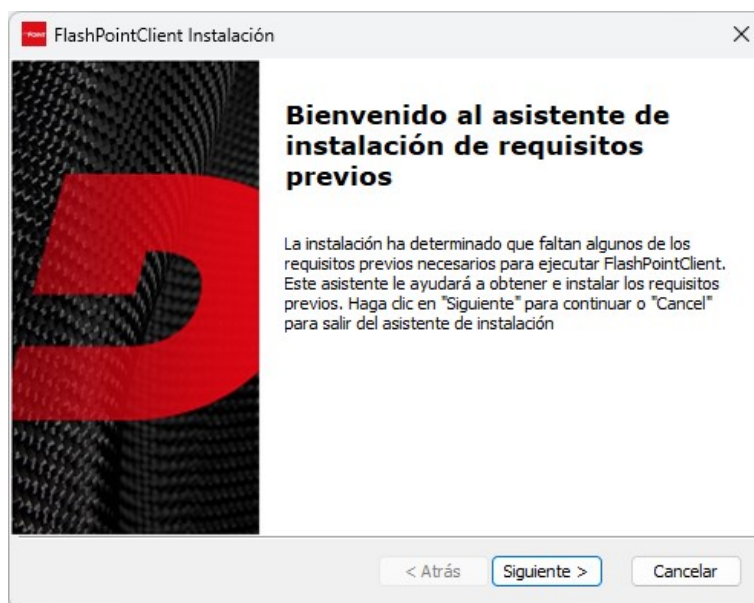 FlashPointClient Instalación
Bienvenido al asistente de
instalación de requisitos
previos
La instalación ha determinado que faltan algunos de los
requisitos previos necesarios para ejecutar FlashPointClient.
Este asistente le ayudará a obtener e instalar los requisitos
previos. Haga clic en "Siguiente" para continuar o "Cancel"
para salir del asistente de instalación
< Atrás
Siguiente >
Cancelar